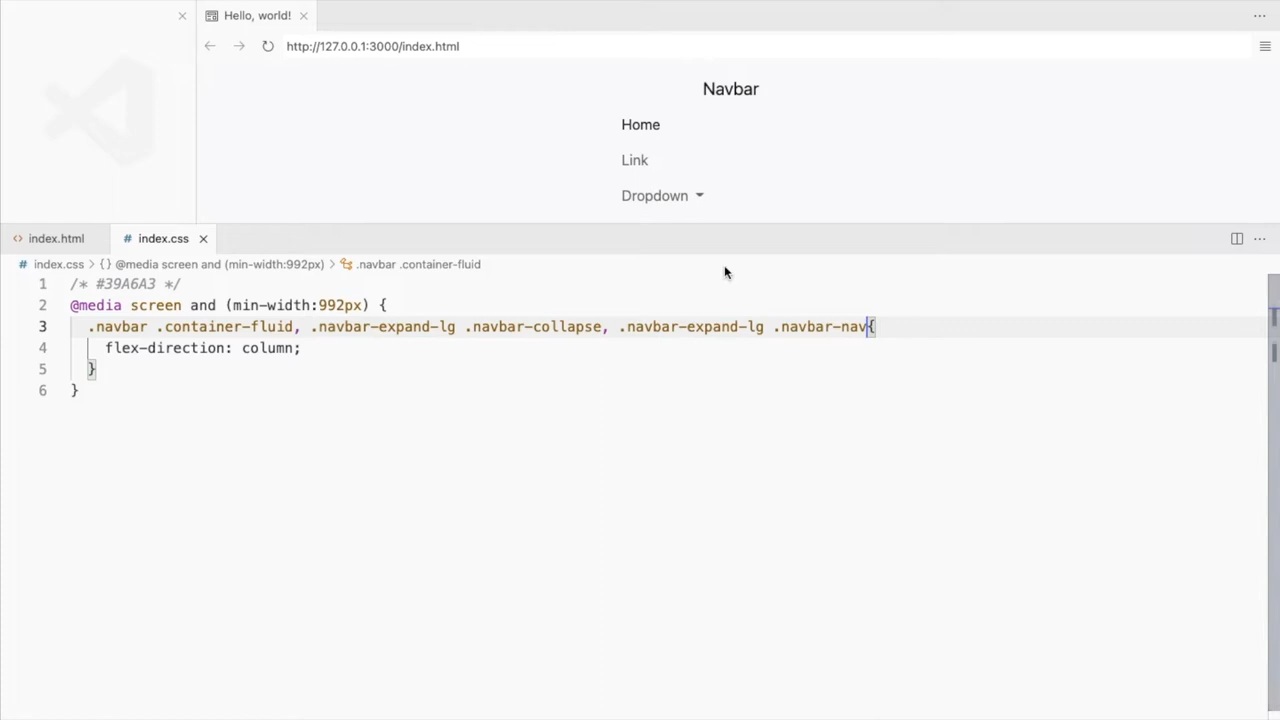 Hello, world!
http://127.0.0.1:3000/index.html
Navbar
Home
Link
Dropdown
index.html
# index.css
# index.css > {} @media screen and (min-width:992px) > .navbar .container-fluid
1 /* #39A6A3 */
2 @media screen and (min-width:992px) {
3 .navbar .container-fluid, .navbar-expand-lg .navbar-collapse, .navbar-expand-lg .navbar-nav{
4 flex-direction: column;
5 }
6 }